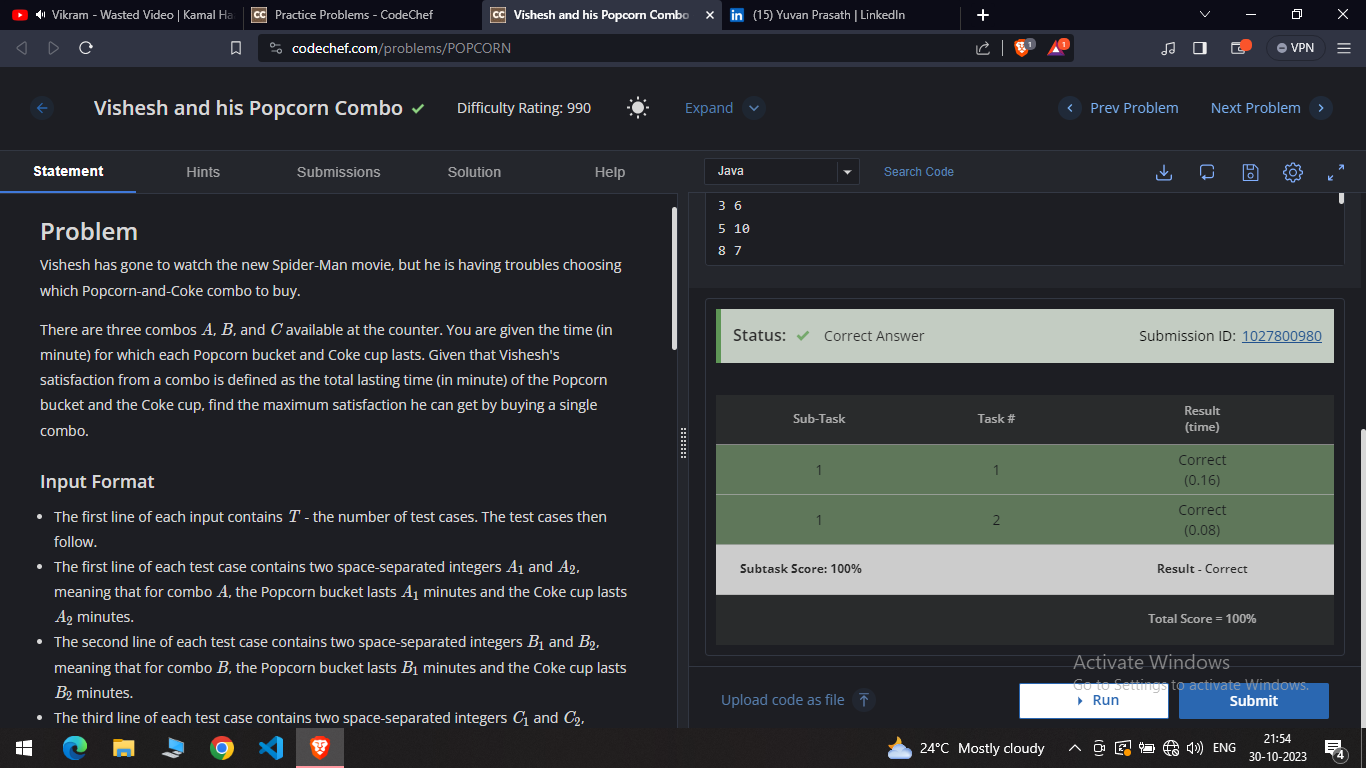 Vikram - Wasted Video | Kamal Ha
Practice Problems - CodeChef
Vishesh and his Popcorn Combo
(15) Yuvan Prasath | LinkedIn
codechef.com/problems/POPCORN
1
1
VPN
Vishesh and his Popcorn Combo
Difficulty Rating: 990
Expand
Prev Problem
Next Problem
Statement
Hints
Submissions
Solution
Help
Java
Search Code
Problem
Vishesh has gone to watch the new Spider-Man movie, but he is having troubles choosing
which Popcorn-and-Coke combo to buy.
There are three combos A, B, and C available at the counter. You are given the time (in
minute) for which each Popcorn bucket and Coke cup lasts. Given that Vishesh's
satisfaction from a combo is defined as the total lasting time (in minute) of the Popcorn
bucket and the Coke cup, find the maximum satisfaction he can get by buying a single
combo.
Input Format
• The first line of each input contains T - the number of test cases. The test cases then
follow.
• The first line of each test case contains two space-separated integers A₁ and A₂,
meaning that for combo A, the Popcorn bucket lasts A₁ minutes and the Coke cup lasts
A₂ minutes.
• The second line of each test case contains two space-separated integers B₁ and B₂,
meaning that for combo B, the Popcorn bucket lasts B₁ minutes and the Coke cup lasts
B₂ minutes.
• The third line of each test case contains two space-separated integers C₁ and C₂,
3 6
5 10
8 7
Status: ✓ Correct Answer
Submission ID: 1027800980
Sub-Task
Task #
Result
(time)
1
1
Correct
(0.16)
1
2
Correct
(0.08)
Subtask Score: 100%
Result - Correct
Total Score = 100%
Activate Windows
Go to Settings to activate Windows.
Upload code as file
Run
Submit
24°C Mostly cloudy
ENG
21:54
30-10-2023
4